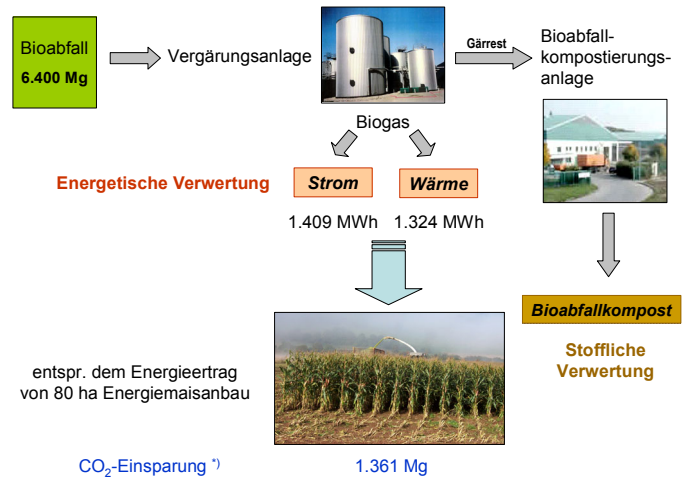 Bioabfall
6.400 Mg
Vergärungsanlage
Gärrest
Bioabfall-
kompostierungs-
anlage
Biogas
Energetische Verwertung
Strom
Wärme
1.409 MWh
1.324 MWh
Bioabfallkompost
Stoffliche
Verwertung
entspr. dem Energieertrag
von 80 ha Energiemaisanbau
CO₂-Einsparung *)
1.361 Mg